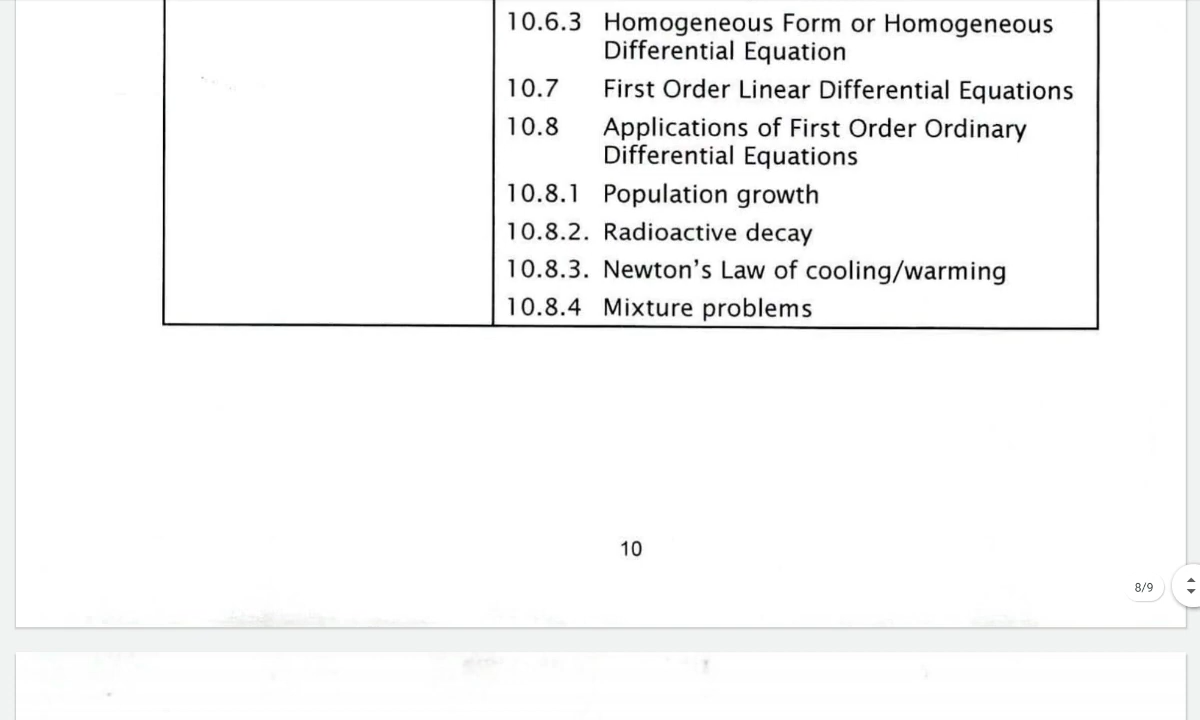 10.6.3 Homogeneous Form or Homogeneous
Differential Equation
10.7 First Order Linear Differential Equations
10.8 Applications of First Order Ordinary
Differential Equations
10.8.1 Population growth
10.8.2. Radioactive decay
10.8.3. Newton's Law of cooling/warming
10.8.4 Mixture problems
10
8/9